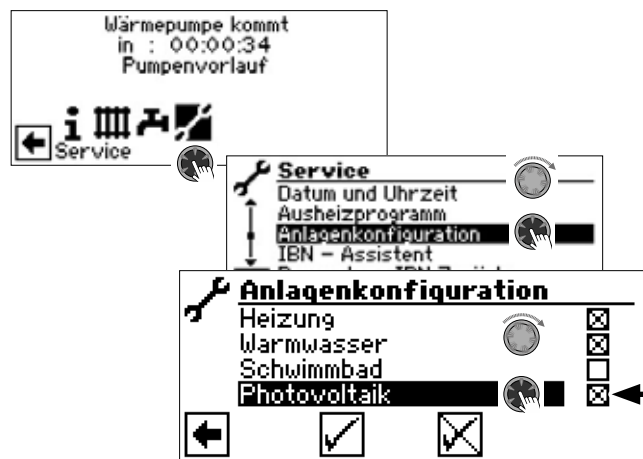 Wärmepumpe kommt
in : 00:00:34
Pumpenvorlauf
Service
Service
Datum und Uhrzeit
Ausheizprogramm
Anlagenkonfiguration
IBN - Assistent
Anlagenkonfiguration
Heizung
Warmwasser
Schwimmbad
Photovoltaik